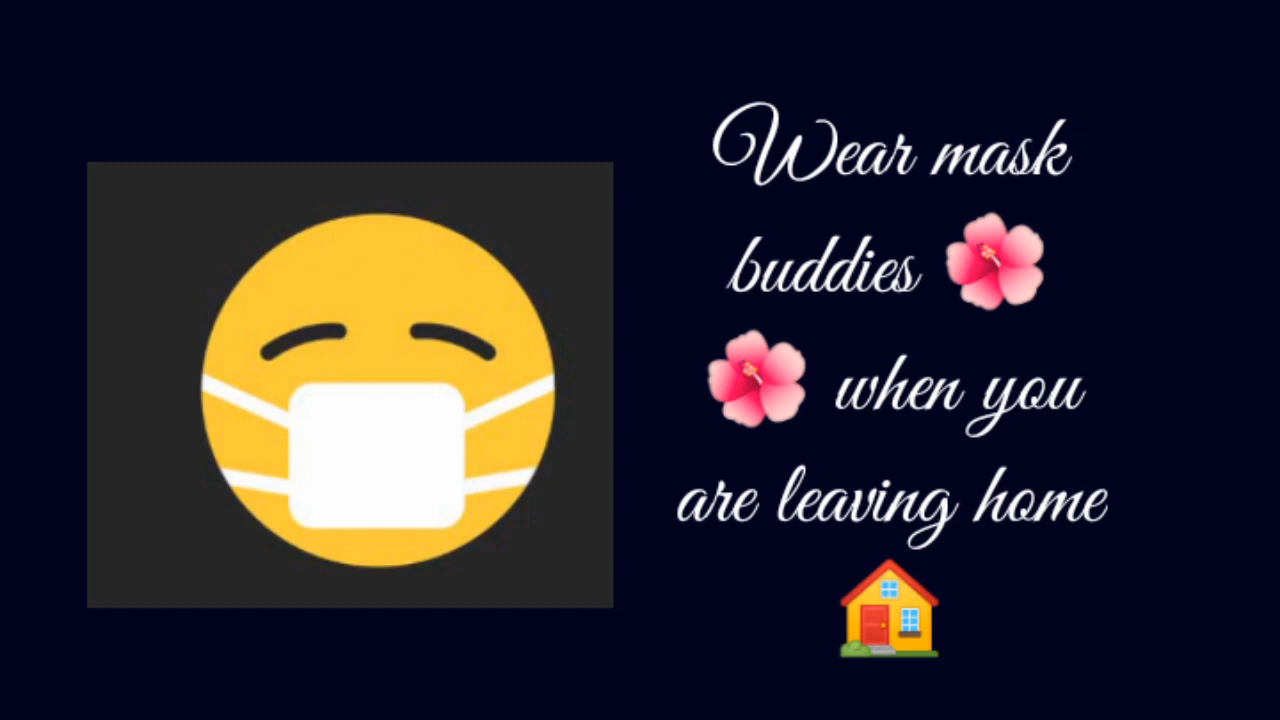 Wear mask
buddies 🌺
🌺 when you
are leaving home
🏠